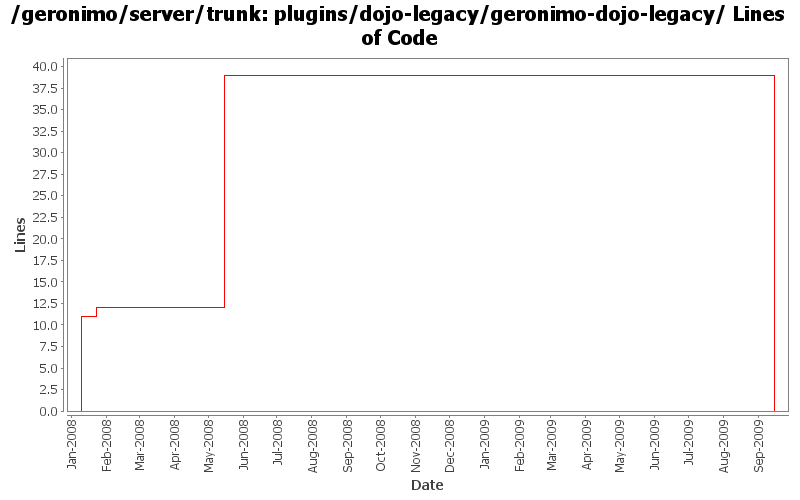 /geronimo/server/trunk: plugins/dojo-legacy/geronimo-dojo-legacy/ Lines
of Code
Lines
40.0
37.5
35.0
32.5
30.0
27.5
25.0
22.5
20.0
17.5
15.0
12.5
10.0
7.5
5.0
2.5
0.0
Jan-2008
Feb-2008
Mar-2008
Apr-2008
May-2008
Jun-2008
Jul-2008
Aug-2008
Sep-2008
Oct-2008
Nov-2008
Dec-2008
Jan-2009
Feb-2009
Mar-2009
Apr-2009
May-2009
Jun-2009
Jul-2009
Aug-2009
Sep-2009
Date